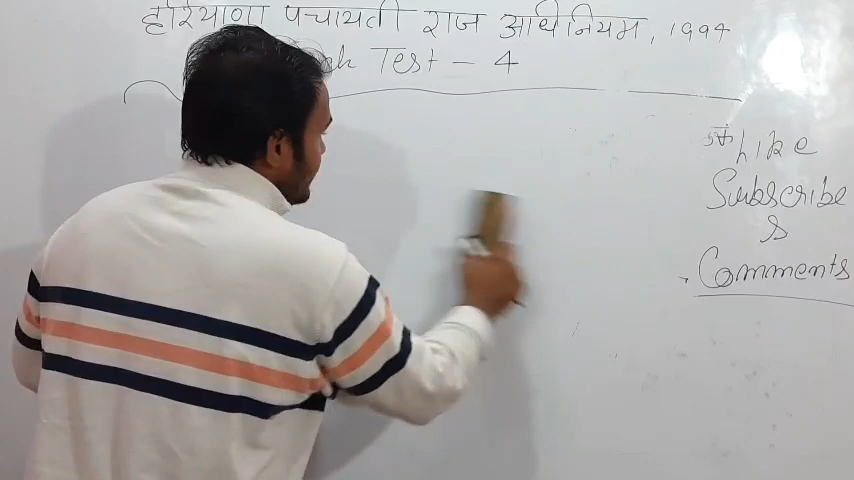 हरियाणा पंचायती राज अधिनियम, 1994
Test - 4
Like
Subscribe
&
Comments